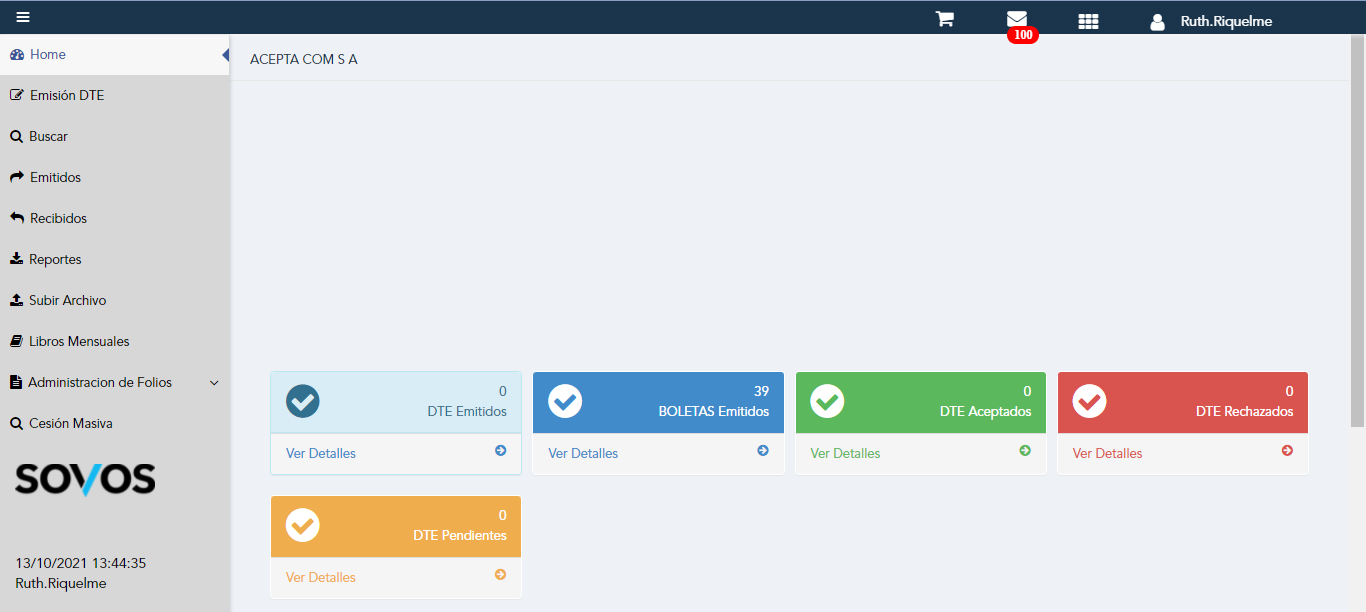 100
Ruth.Riquelme
Home
Emisión DTE
Buscar
Emitidos
Recibidos
Reportes
Subir Archivo
Libros Mensuales
Administracion de Folios
Cesión Masiva
SOVOS
13/10/2021 13:44:35
Ruth.Riquelme
ACEPTA COM S A
0
DTE Emitidos
Ver Detalles
39
BOLETAS Emitidos
Ver Detalles
0
DTE Aceptados
Ver Detalles
0
DTE Rechazados
Ver Detalles
0
DTE Pendientes
Ver Detalles